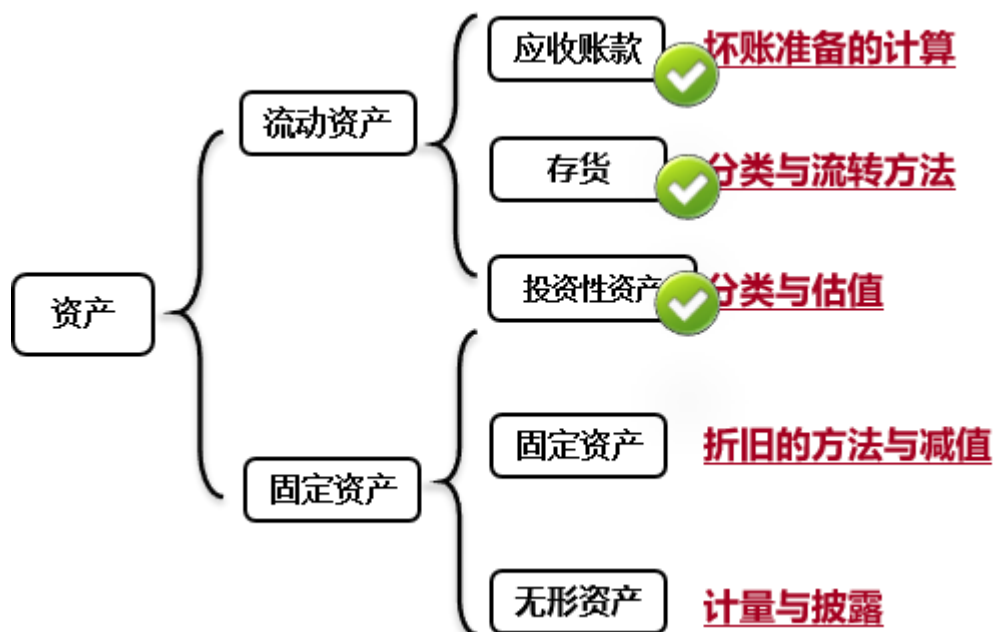 应收账款
坏账准备的计算
流动资产
存货
分类与流转方法
投资性资产
分类与估值
资产
固定资产
折旧的方法与减值
固定资产
无形资产
计量与披露